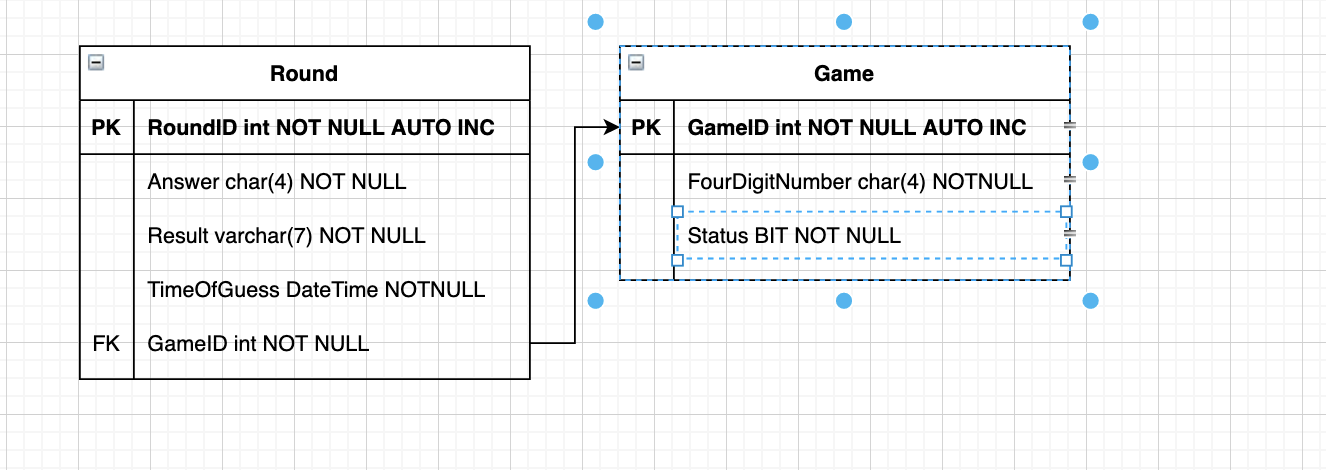 Round
PK RoundID int NOT NULL AUTO INC
Answer char(4) NOT NULL
Result varchar(7) NOT NULL
TimeOfGuess DateTime NOTNULL
FK GameID int NOT NULL
Game
PK GameID int NOT NULL AUTO INC
FourDigitNumber char(4) NOTNULL
Status BIT NOT NULL